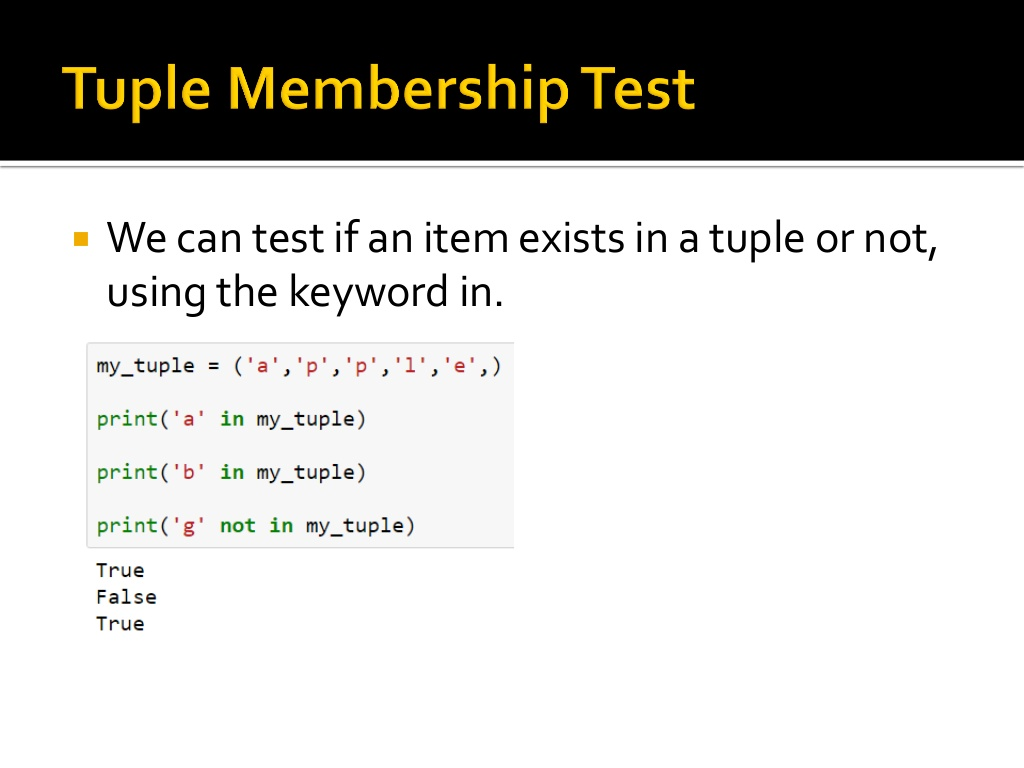 Tuple Membership Test
We can test if an item exists in a tuple or not,
using the keyword in.
my_tuple = ('a','p','p','l','e',)
print('a' in my_tuple)
print('b' in my_tuple)
print('g' not in my_tuple)
True
False
True